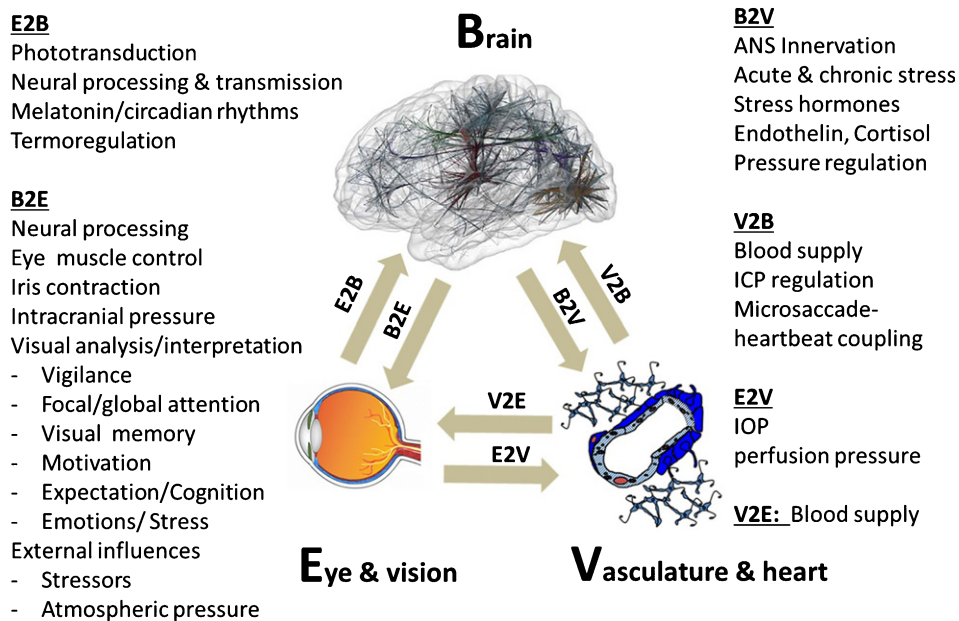 E2B
Phototransduction
Neural processing & transmission
Melatonin/circadian rhythms
Termoregulation
B2E
Neural processing
Eye muscle control
Iris contraction
Intracranial pressure
Visual analysis/interpretation
- Vigilance
- Focal/global attention
- Visual memory
- Motivation
- Expectation/Cognition
- Emotions/ Stress
External influences
- Stressors
- Atmospheric pressure
Brain
E2B
B2E
B2V
V2B
V2E
E2V
Eye & vision
Vasculature & heart
B2V
ANS Innervation
Acute & chronic stress
Stress hormones
Endothelin, Cortisol
Pressure regulation
V2B
Blood supply
ICP regulation
Microsaccade-
heartbeat coupling
E2V
IOP
perfusion pressure
V2E: Blood supply